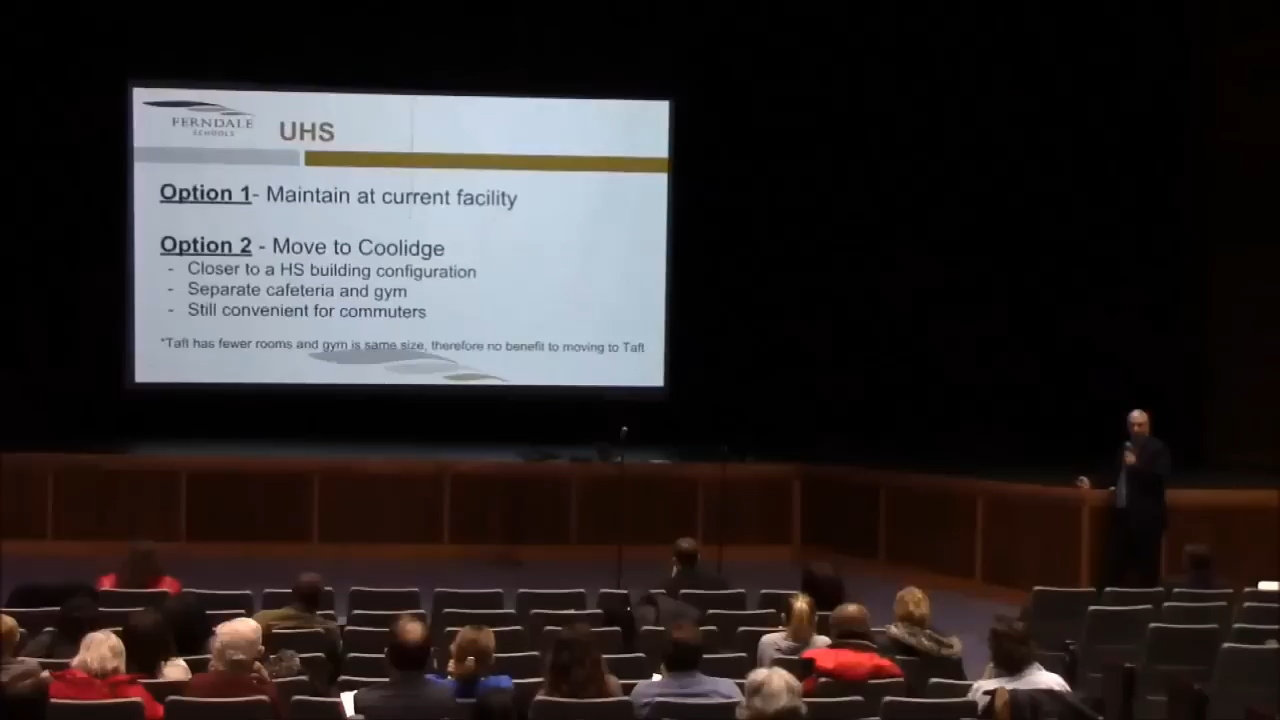 FERNDALE
SCHOOLS
UHS
Option 1- Maintain at current facility
Option 2 - Move to Coolidge
- Closer to a HS building configuration
- Separate cafeteria and gym
- Still convenient for commuters
*Taft has fewer rooms and gym is same size, therefore no benefit to moving to Taft